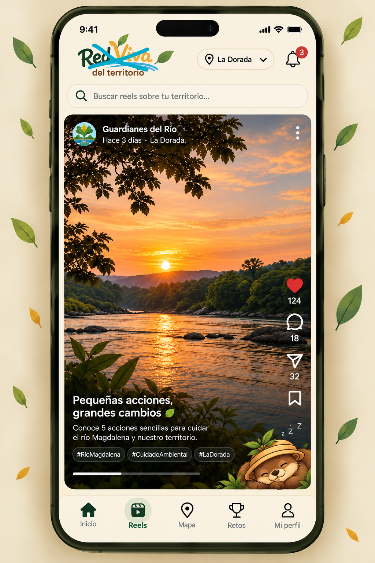 9:41
Red Viva
del territorio
La Dorada
3
Buscar reels sobre tu territorio...
Guardianes del Río
Hace 3 días · La Dorada.
124
18
32
Pequeñas acciones,
grandes cambios
Conoce 5 acciones sencillas para cuidar
el río Magdalena y nuestro territorio.
#RíoMagdalena #CuidadoAmbiental #LaDorada
z Z Z
Inicio Reels Mapa Retos Mi perfil